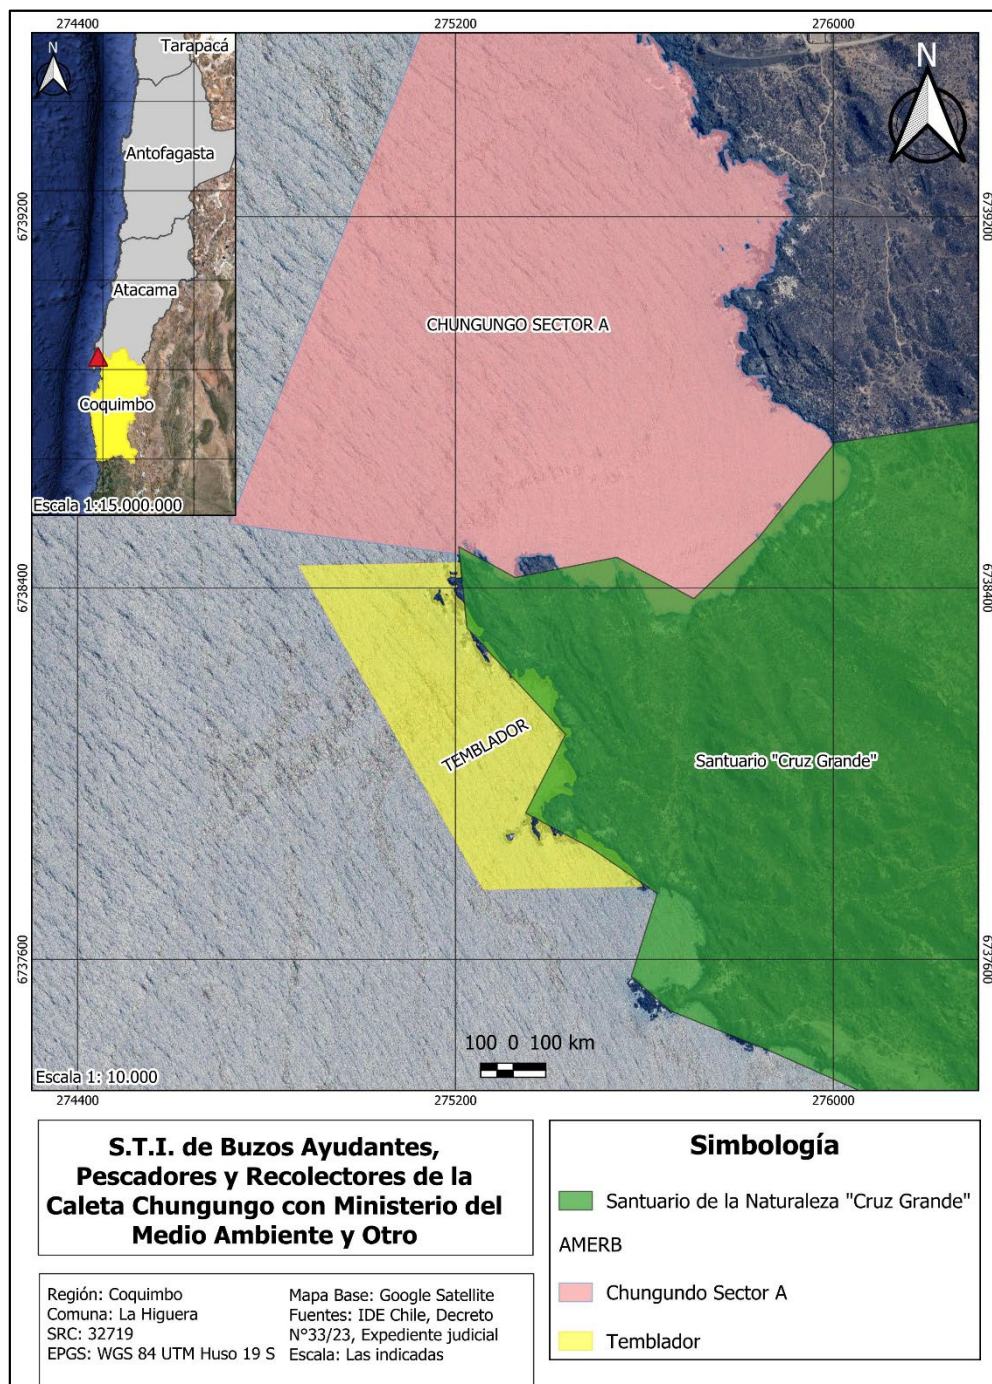 274400
275200
276000
N
Tarapacá
Antofagasta
Atacama
Coquimbo
Escala 1:15.000.000
N
6739200
6739200
CHUNGUNGO SECTOR A
6738400
6738400
TEMBLADOR
Santuario "Cruz Grande"
6737600
6737600
100 0 100 km
Escala 1: 10.000
274400
275200
276000
S.T.I. de Buzos Ayudantes,
Pescadores y Recolectores de la
Caleta Chungungo con Ministerio del
Medio Ambiente y Otro
Región: Coquimbo
Comuna: La Higuera
SRC: 32719
EPGS: WGS 84 UTM Huso 19 S
Mapa Base: Google Satellite
Fuentes: IDE Chile, Decreto
N°33/23, Expediente judicial
Escala: Las indicadas
Simbología
Santuario de la Naturaleza "Cruz Grande"
AMERB
Chungundo Sector A
Temblador